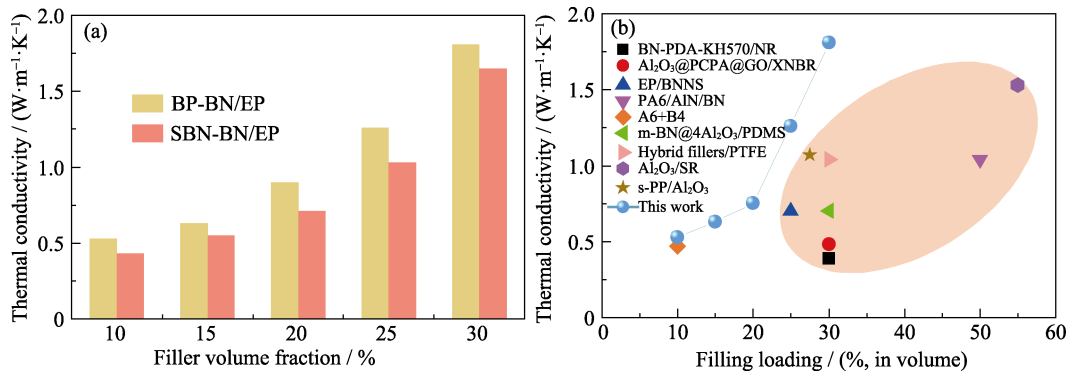 (a)
Thermal conductivity / (W·m⁻¹·K⁻¹)
2.0
1.5
1.0
0.5
0
BP-BN/EP
SBN-BN/EP
10 15 20 25 30
Filler volume fraction / %
(b)
Thermal conductivity / (W·m⁻¹·K⁻¹)
2.0
1.5
1.0
0.5
0
BN-PDA-KH570/NR
Al₂O₃@PCPA@GO/XNBR
EP/BNNS
PA6/AlN/BN
A6+B4
m-BN@4Al₂O₃/PDMS
Hybrid fillers/PTFE
Al₂O₃/SR
s-PP/Al₂O₃
This work
0 10 20 30 40 50 60
Filling loading / (%, in volume)